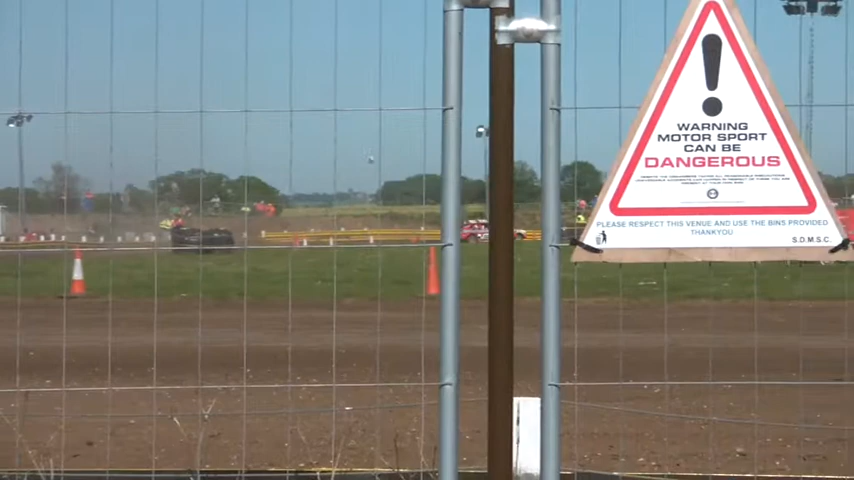 WARNING
MOTOR SPORT
CAN BE
DANGEROUS
PLEASE RESPECT THIS VENUE AND USE THE BINS PROVIDED
THANKYOU
S.D.M.S.C.